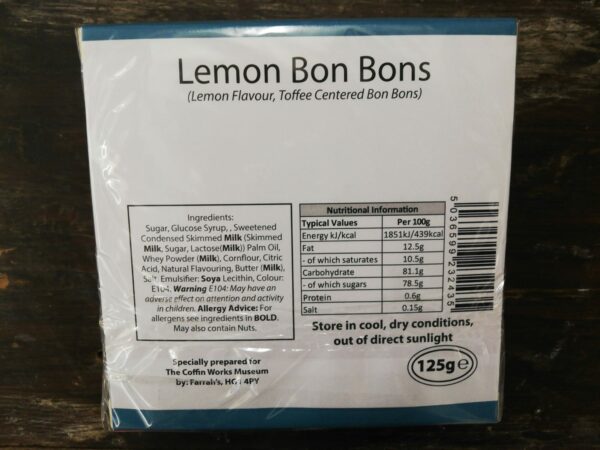 Lemon Bon Bons
(Lemon Flavour, Toffee Centered Bon Bons)
Ingredients:
Sugar, Glucose Syrup, , Sweetened
Condensed Skimmed Milk (Skimmed
Milk, Sugar, Lactose(Milk)) Palm Oil,
Whey Powder (Milk), Cornflour, Citric
Acid, Natural Flavouring, Butter (Milk),
Salt, Emulsifier: Soya Lecithin, Colour:
E104. Warning E104: May have an
adverse effect on attention and activity
in children. Allergy Advice: For
allergens see ingredients in BOLD.
May also contain Nuts.
Nutritional Information
Typical Values Per 100g
Energy kJ/kcal 1851kJ/439kcal
Fat 12.5g
- of which saturates 10.5g
Carbohydrate 81.1g
- of which sugars 78.5g
Protein 0.6g
Salt 0.15g
5 036599 232435
Store in cool, dry conditions,
out of direct sunlight
Specially prepared for
The Coffin Works Museum
by: Farrah's, HG1 4PY
125g e